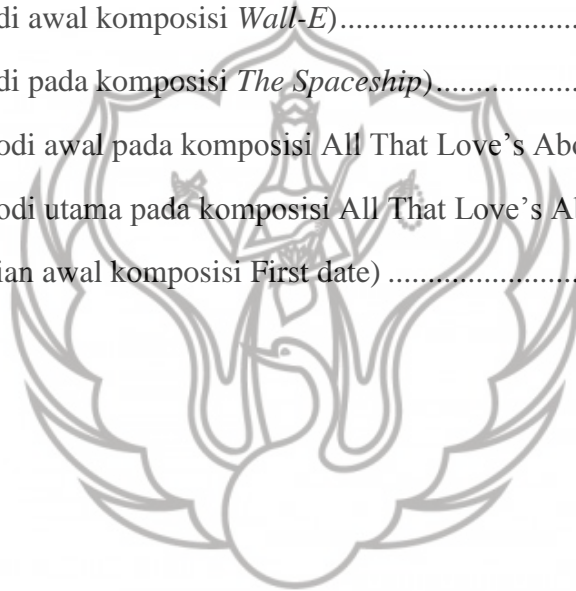 di awal komposisi Wall-E)....................................
di pada komposisi The Spaceship)......................
odi awal pada komposisi All That Love’s Abo
odi utama pada komposisi All That Love’s Ab
ian awal komposisi First date) .............................